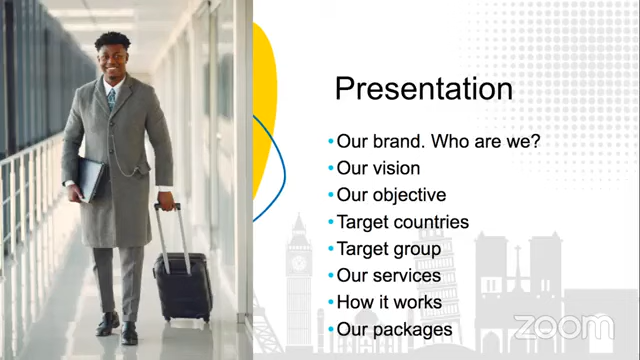 Presentation
•Our brand. Who are we?
•Our vision
•Our objective
•Target countries
•Target group
•Our services
•How it works
•Our packages
zoom